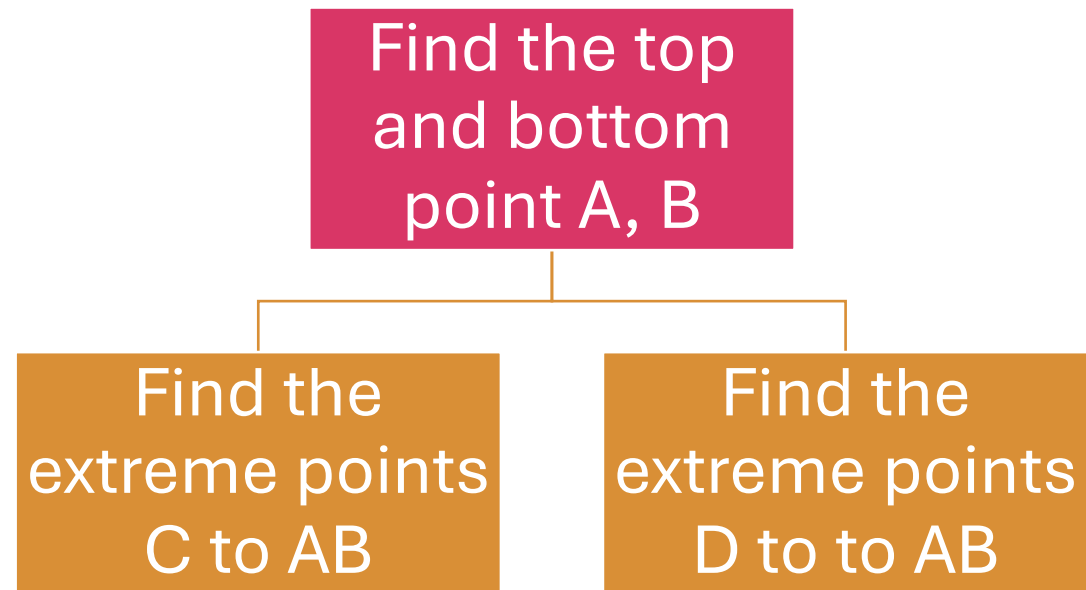 Find the top
and bottom
point A, B
Find the
extreme points
C to AB
Find the
extreme points
D to to AB